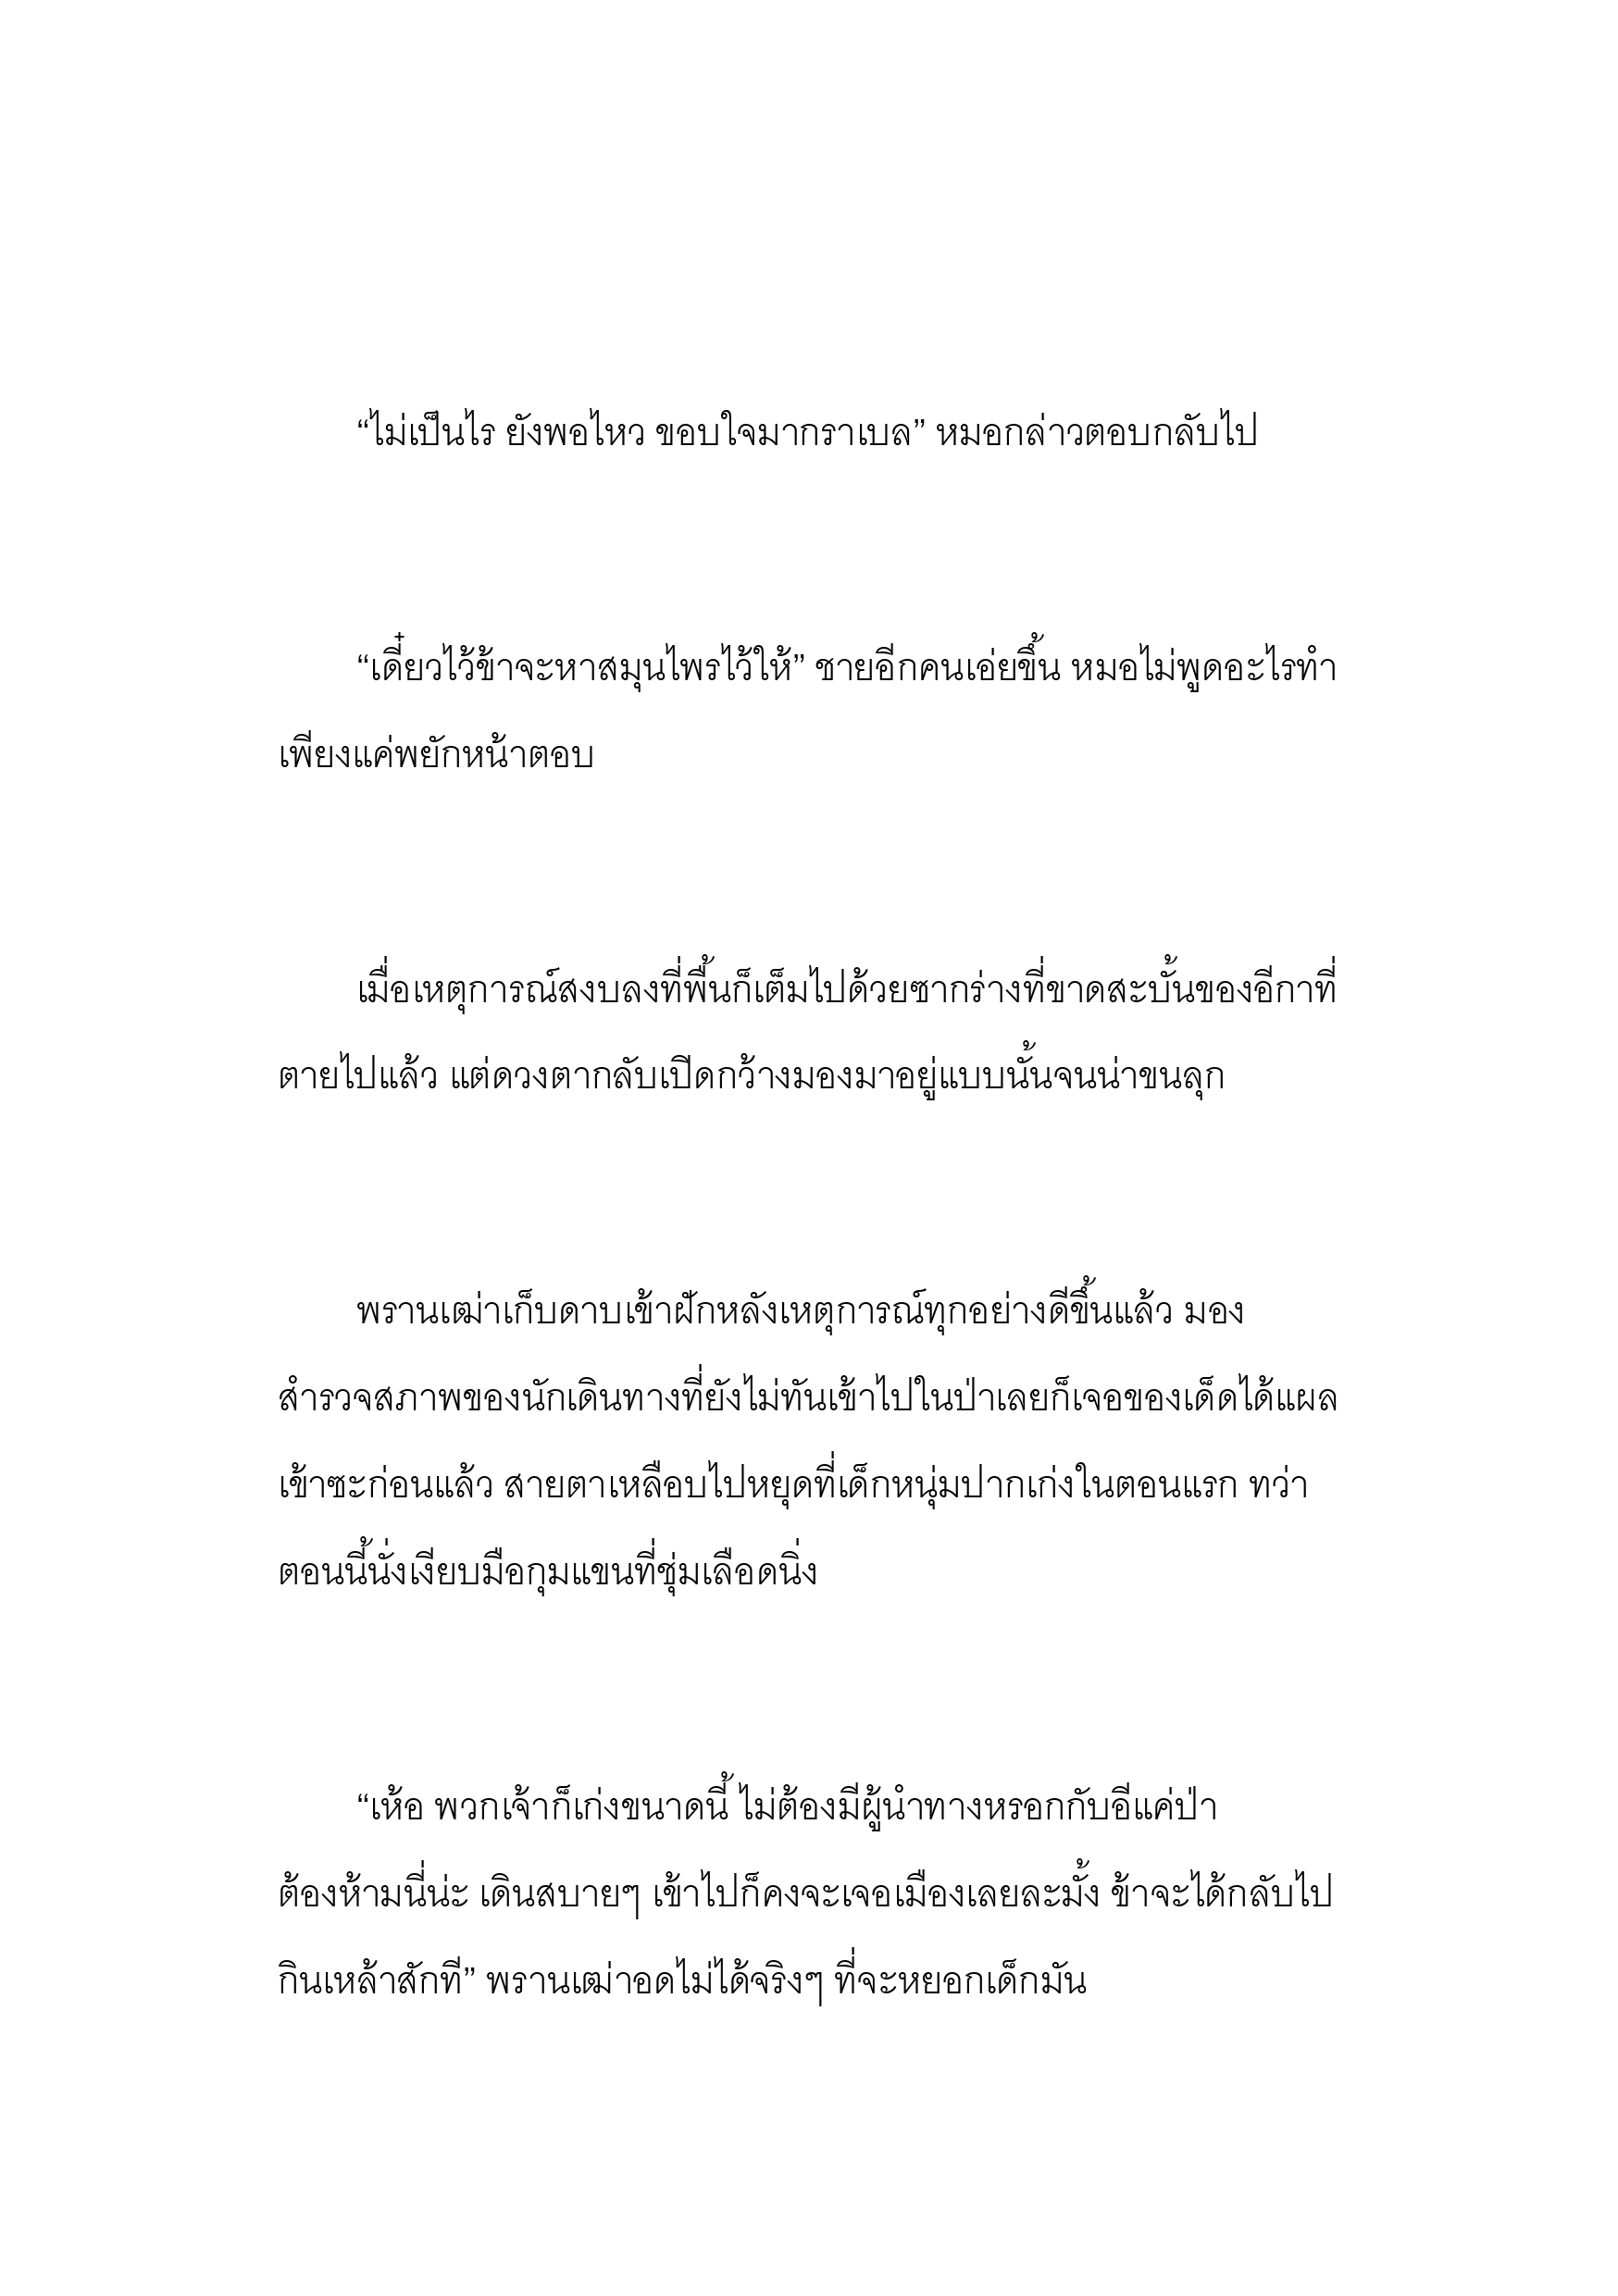 “ไม่เป็นไร ยังพอไหว ขอบใจมากราเบล” หมอกล่าวตอบกลับไป
“เดี๋ยวไว้ข้าจะหาสมุนไพรไว้ให้” ชายอีกคนเอ่ยขึ้น หมอไม่พูดอะไรทำ
เพียงแค่พยักหน้าตอบ
เมื่อเหตุการณ์สงบลงที่พื้นก็เต็มไปด้วยซากร่างที่ขาดสะบั้นของอีกาที่
ตายไปแล้ว แต่ดวงตากลับเปิดกว้างมองมาอยู่แบบนั้นจนน่าขนลุก
พรานเฒ่าเก็บดาบเข้าฝักหลังเหตุการณ์ทุกอย่างดีขึ้นแล้ว มอง
สำรวจสภาพของนักเดินทางที่ยังไม่ทันเข้าไปในป่าเลยก็เจอของเด็ดได้แผล
เข้าซะก่อนแล้ว สายตาเหลือบไปหยุดที่เด็กหนุ่มปากเก่งในตอนแรก ทว่า
ตอนนี้นั่งเงียบมือกุมแขนที่ชุ่มเลือดนิ่ง
“เห้อ พวกเจ้าก็เก่งขนาดนี้ ไม่ต้องมีผู้นำทางหรอกกับอีแค่ป่า
ต้องห้ามนี่น่ะ เดินสบายๆ เข้าไปก็คงจะเจอเมืองเลยละมั้ง ข้าจะได้กลับไป
กินเหล้าสักที” พรานเฒ่าอดไม่ได้จริงๆ ที่จะหยอกเด็กมัน